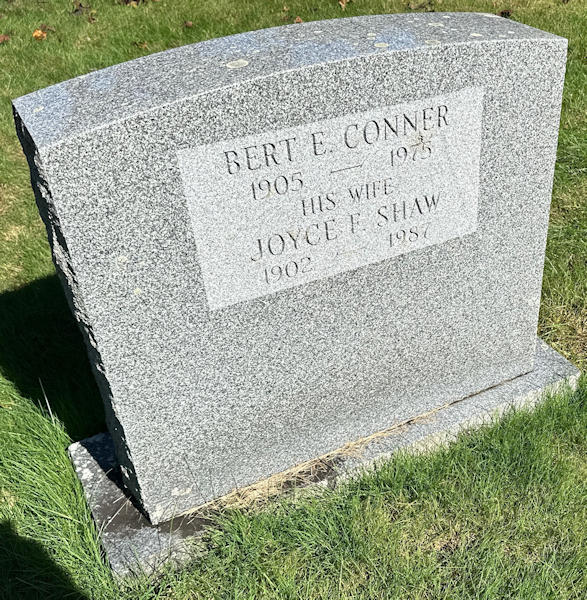 BERT E. CONNER
1905 — 1975
HIS WIFE
JOYCE F. SHAW
1902 — 1987